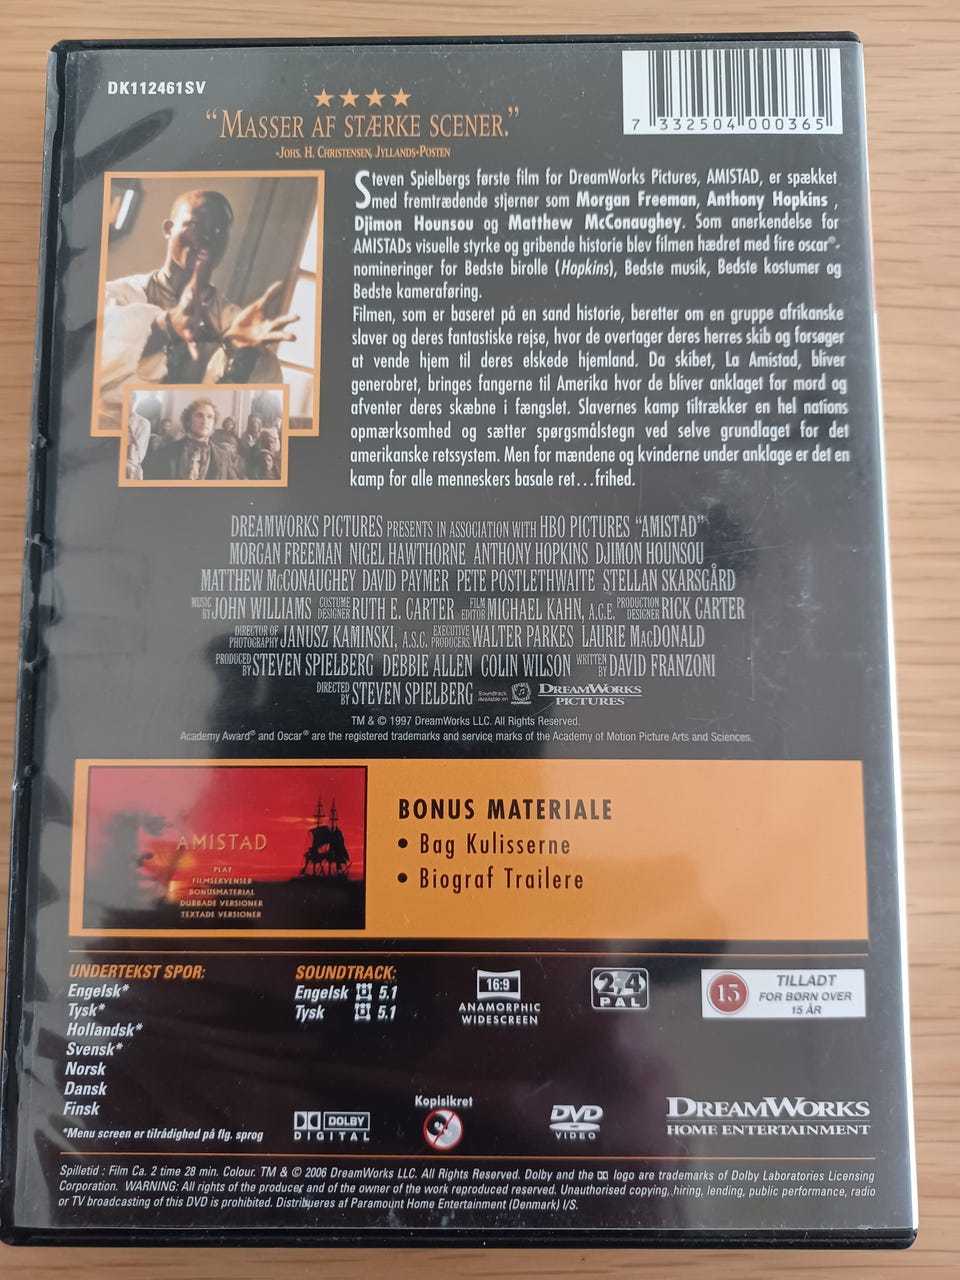 DK112461SV
7 332504 000365
“MASSER AF STÆRKE SCENER.”
-JOHS. H. CHRISTENSEN, JYLLANDS-POSTEN
Steven Spielbergs første film for DreamWorks Pictures, AMISTAD, er spækket
med fremtrædende stjerner som Morgan Freeman, Anthony Hopkins ,
Djimon Hounsou og Matthew McConaughey. Som anerkendelse for
AMISTADs visuelle styrke og gribende historie blev filmen hædret med fire oscar®-
nomineringer for Bedste birolle (Hopkins), Bedste musik, Bedste kostumer og
Bedste kameraføring.
Filmen, som er baseret på en sand historie, beretter om en gruppe afrikanske
slaver og deres fantastiske rejse, hvor de overtager deres herres skib og forsøger
at vende hjem til deres elskede hjemland. Da skibet, La Amistad, bliver
generobret, bringes fangerne til Amerika hvor de bliver anklaget for mord og
afventer deres skæbne i fængslet. Slavernes kamp tiltrækker en hel nations
opmærksomhed og sætter spørgsmålstegn ved selve grundlaget for det
amerikanske retssystem. Men for mændene og kvinderne under anklage er det en
kamp for alle menneskers basale ret...frihed.
DREAMWORKS PICTURES PRESENTS IN ASSOCIATION WITH HBO PICTURES “AMISTAD”
MORGAN FREEMAN NIGEL HAWTHORNE ANTHONY HOPKINS DJIMON HOUNSOU
MATTHEW McCONAUGHEY DAVID PAYMER PETE POSTLETHWAITE STELLAN SKARSGÅRD
MUSIC BY JOHN WILLIAMS COSTUME DESIGNER RUTH E. CARTER FILM EDITOR MICHAEL KAHN, A.C.E. PRODUCTION DESIGNER RICK CARTER
DIRECTOR OF PHOTOGRAPHY JANUSZ KAMINSKI, A.S.C. EXECUTIVE PRODUCERS WALTER PARKES LAURIE MacDONALD
PRODUCED BY STEVEN SPIELBERG DEBBIE ALLEN COLIN WILSON WRITTEN BY DAVID FRANZONI
DIRECTED BY STEVEN SPIELBERG Soundtrack Available on DREAMWORKS PICTURES
TM & © 1997 DreamWorks LLC. All Rights Reserved.
Academy Award® and Oscar® are the registered trademarks and service marks of the Academy of Motion Picture Arts and Sciences.
AMISTAD
PLAY
FILMSEKVENSER
BONUSMATERIAL
DUBBADE VERSIONER
TEXTADE VERSIONER
BONUS MATERIALE
• Bag Kulisserne
• Biograf Trailere
UNDERTEKST SPOR:
Engelsk*
Tysk*
Hollandsk*
Svensk*
Norsk
Dansk
Finsk
*Menu screen er tilrådighed på flg. sprog
SOUNDTRACK:
Engelsk 5.1
Tysk 5.1
16:9
ANAMORPHIC
WIDESCREEN
2,4
PAL
15
TILLADT
FOR BØRN OVER
15 ÅR
DOLBY
DIGITAL
Kopisikret
DVD
VIDEO
DREAMWORKS
HOME ENTERTAINMENT
Spilletid : Film Ca. 2 time 28 min. Colour. TM & © 2006 DreamWorks LLC. All Rights Reserved. Dolby and the logo are trademarks of Dolby Laboratories Licensing
Corporation. WARNING: All rights of the producer and of the owner of the work reproduced reserved. Unauthorised copying, hiring, lending, public performance, radio
or TV broadcasting of this DVD is prohibited. Distribueres af Paramount Home Entertainment (Denmark) I/S.